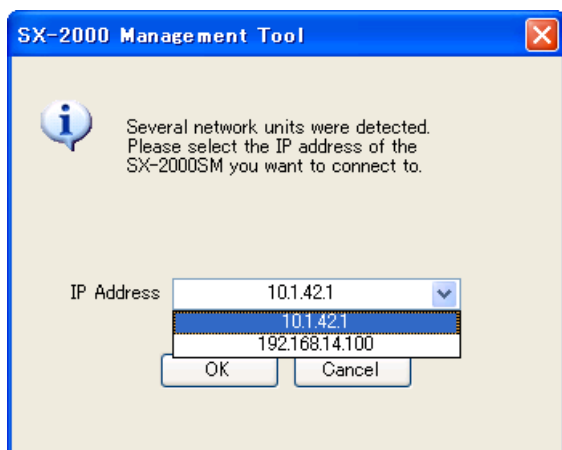 SX-2000 Management Tool
Several network units were detected.
Please select the IP address of the
SX-2000SM you want to connect to.
IP Address 10.1.42.1
10.1.42.1
192.168.14.100
OK Cancel